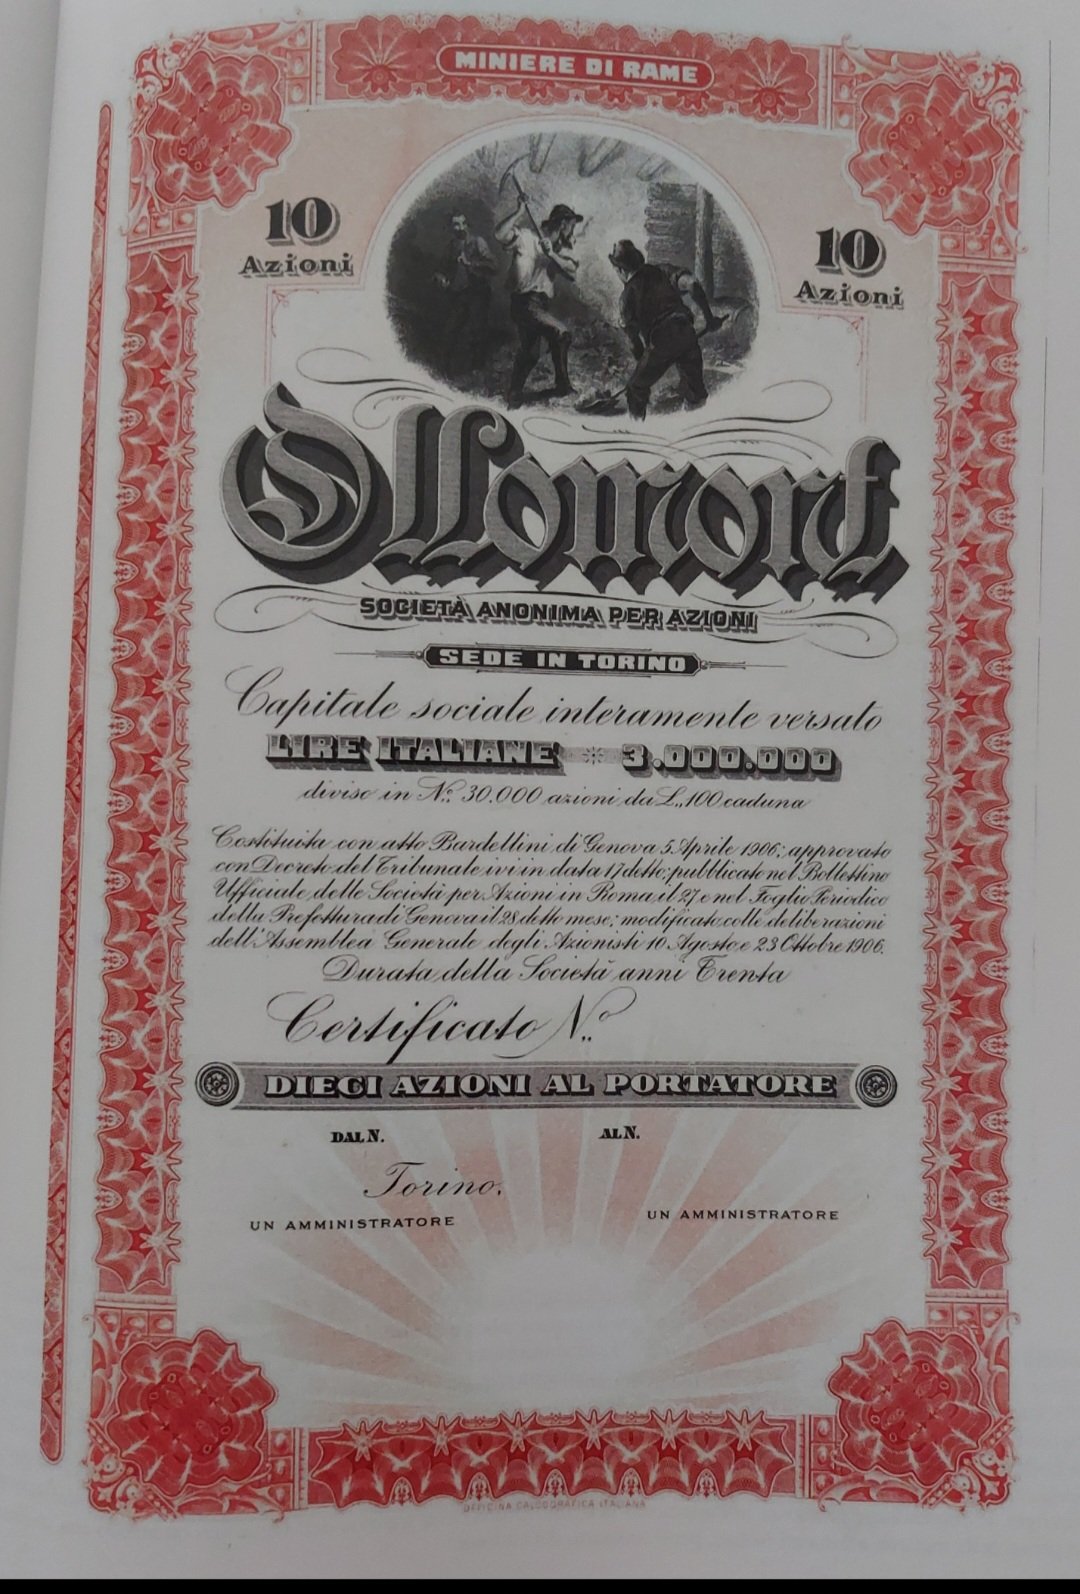 MINIERE DI RAME
10
Azioni
10
Azioni
Ollomont
SOCIETÀ ANONIMA PER AZIONI
SEDE IN TORINO
Capitale sociale interamente versato
LIRE ITALIANE 3.000.000
diviso in N.º 30.000 azioni da L. 100 caduna
Costituita con atto Bardellini di Genova 5 Aprile 1906; approvato
con Decreto del Tribunale ivi in data 17 detto; pubblicato nel Bollettino
Ufficiale delle Società per Azioni in Roma il 27 e nel Foglio Periodico
della Prefettura di Genova il 28 detto mese; modificato colle deliberazioni
dell'Assemblea Generale degli Azionisti 10 Agosto e 23 Ottobre 1906.
Durata della Società anni Trenta
Certificato N.º
DIECI AZIONI AL PORTATORE
DAL N. AL N.
Torino.
UN AMMINISTRATORE UN AMMINISTRATORE
OFFICINA CALCOGRAFICA ITALIANA